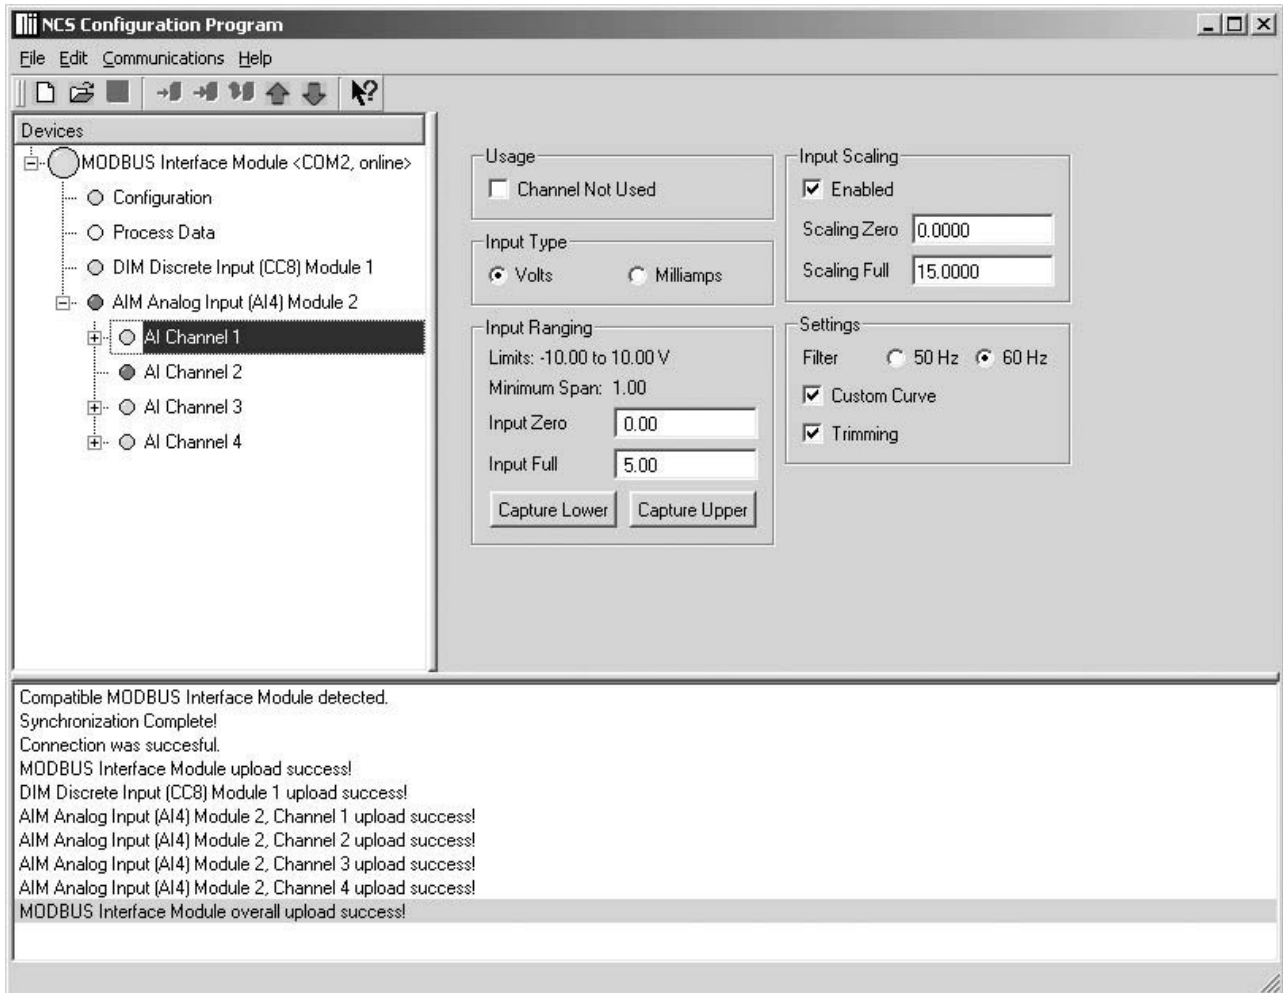 NCS Configuration Program
File Edit Communications Help
Devices
MODBUS Interface Module <COM2, online>
Configuration
Process Data
DIM Discrete Input (CC8) Module 1
AIM Analog Input (AI4) Module 2
AI Channel 1
AI Channel 2
AI Channel 3
AI Channel 4
Usage
Channel Not Used
Input Type
Volts Milliamps
Input Ranging
Limits: -10.00 to 10.00 V
Minimum Span: 1.00
Input Zero 0.00
Input Full 5.00
Capture Lower Capture Upper
Input Scaling
Enabled
Scaling Zero 0.0000
Scaling Full 15.0000
Settings
Filter 50 Hz 60 Hz
Custom Curve
Trimming
Compatible MODBUS Interface Module detected.
Synchronization Complete!
Connection was succesful.
MODBUS Interface Module upload success!
DIM Discrete Input (CC8) Module 1 upload success!
AIM Analog Input (AI4) Module 2, Channel 1 upload success!
AIM Analog Input (AI4) Module 2, Channel 2 upload success!
AIM Analog Input (AI4) Module 2, Channel 3 upload success!
AIM Analog Input (AI4) Module 2, Channel 4 upload success!
MODBUS Interface Module overall upload success!